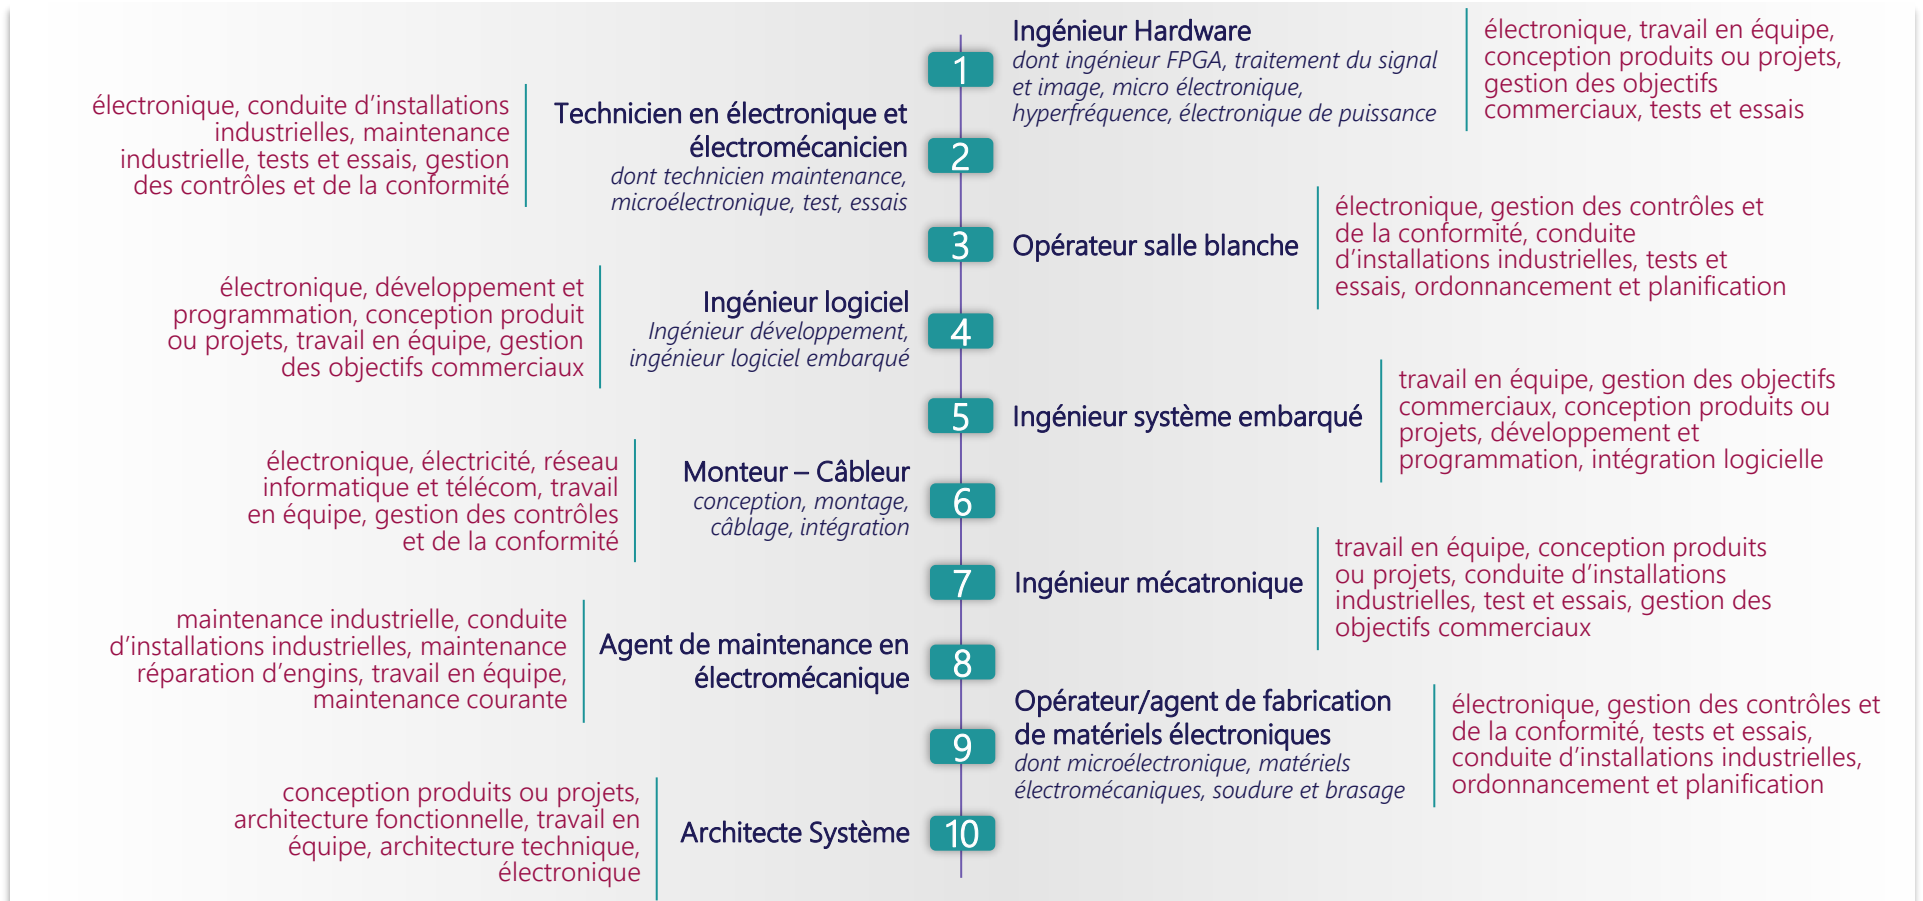 1
Ingénieur Hardware
dont ingénieur FPGA, traitement du signal
et image, micro électronique,
hyperfréquence, électronique de puissance
électronique, travail en équipe,
conception produits ou projets,
gestion des objectifs
commerciaux, tests et essais
2
Technicien en électronique et
électromécanicien
dont technicien maintenance,
microélectronique, test, essais
électronique, conduite d’installations
industrielles, maintenance
industrielle, tests et essais, gestion
des contrôles et de la conformité
3
Opérateur salle blanche
électronique, gestion des contrôles et
de la conformité, conduite
d’installations industrielles, tests et
essais, ordonnancement et planification
4
Ingénieur logiciel
Ingénieur développement,
ingénieur logiciel embarqué
électronique, développement et
programmation, conception produit
ou projets, travail en équipe, gestion
des objectifs commerciaux
5
Ingénieur système embarqué
travail en équipe, gestion des objectifs
commerciaux, conception produits ou
projets, développement et
programmation, intégration logicielle
6
Monteur – Câbleur
conception, montage,
câblage, intégration
électronique, électricité, réseau
informatique et télécom, travail
en équipe, gestion des contrôles
et de la conformité
7
Ingénieur mécatronique
travail en équipe, conception produits
ou projets, conduite d’installations
industrielles, test et essais, gestion des
objectifs commerciaux
8
Agent de maintenance en
électromécanique
maintenance industrielle, conduite
d’installations industrielles, maintenance
réparation d’engins, travail en équipe,
maintenance courante
9
Opérateur/agent de fabrication
de matériels électroniques
dont microélectronique, matériels
électromécaniques, soudure et brasage
électronique, gestion des contrôles et
de la conformité, tests et essais,
conduite d’installations industrielles,
ordonnancement et planification
10
Architecte Système
conception produits ou projets,
architecture fonctionnelle, travail en
équipe, architecture technique,
électronique